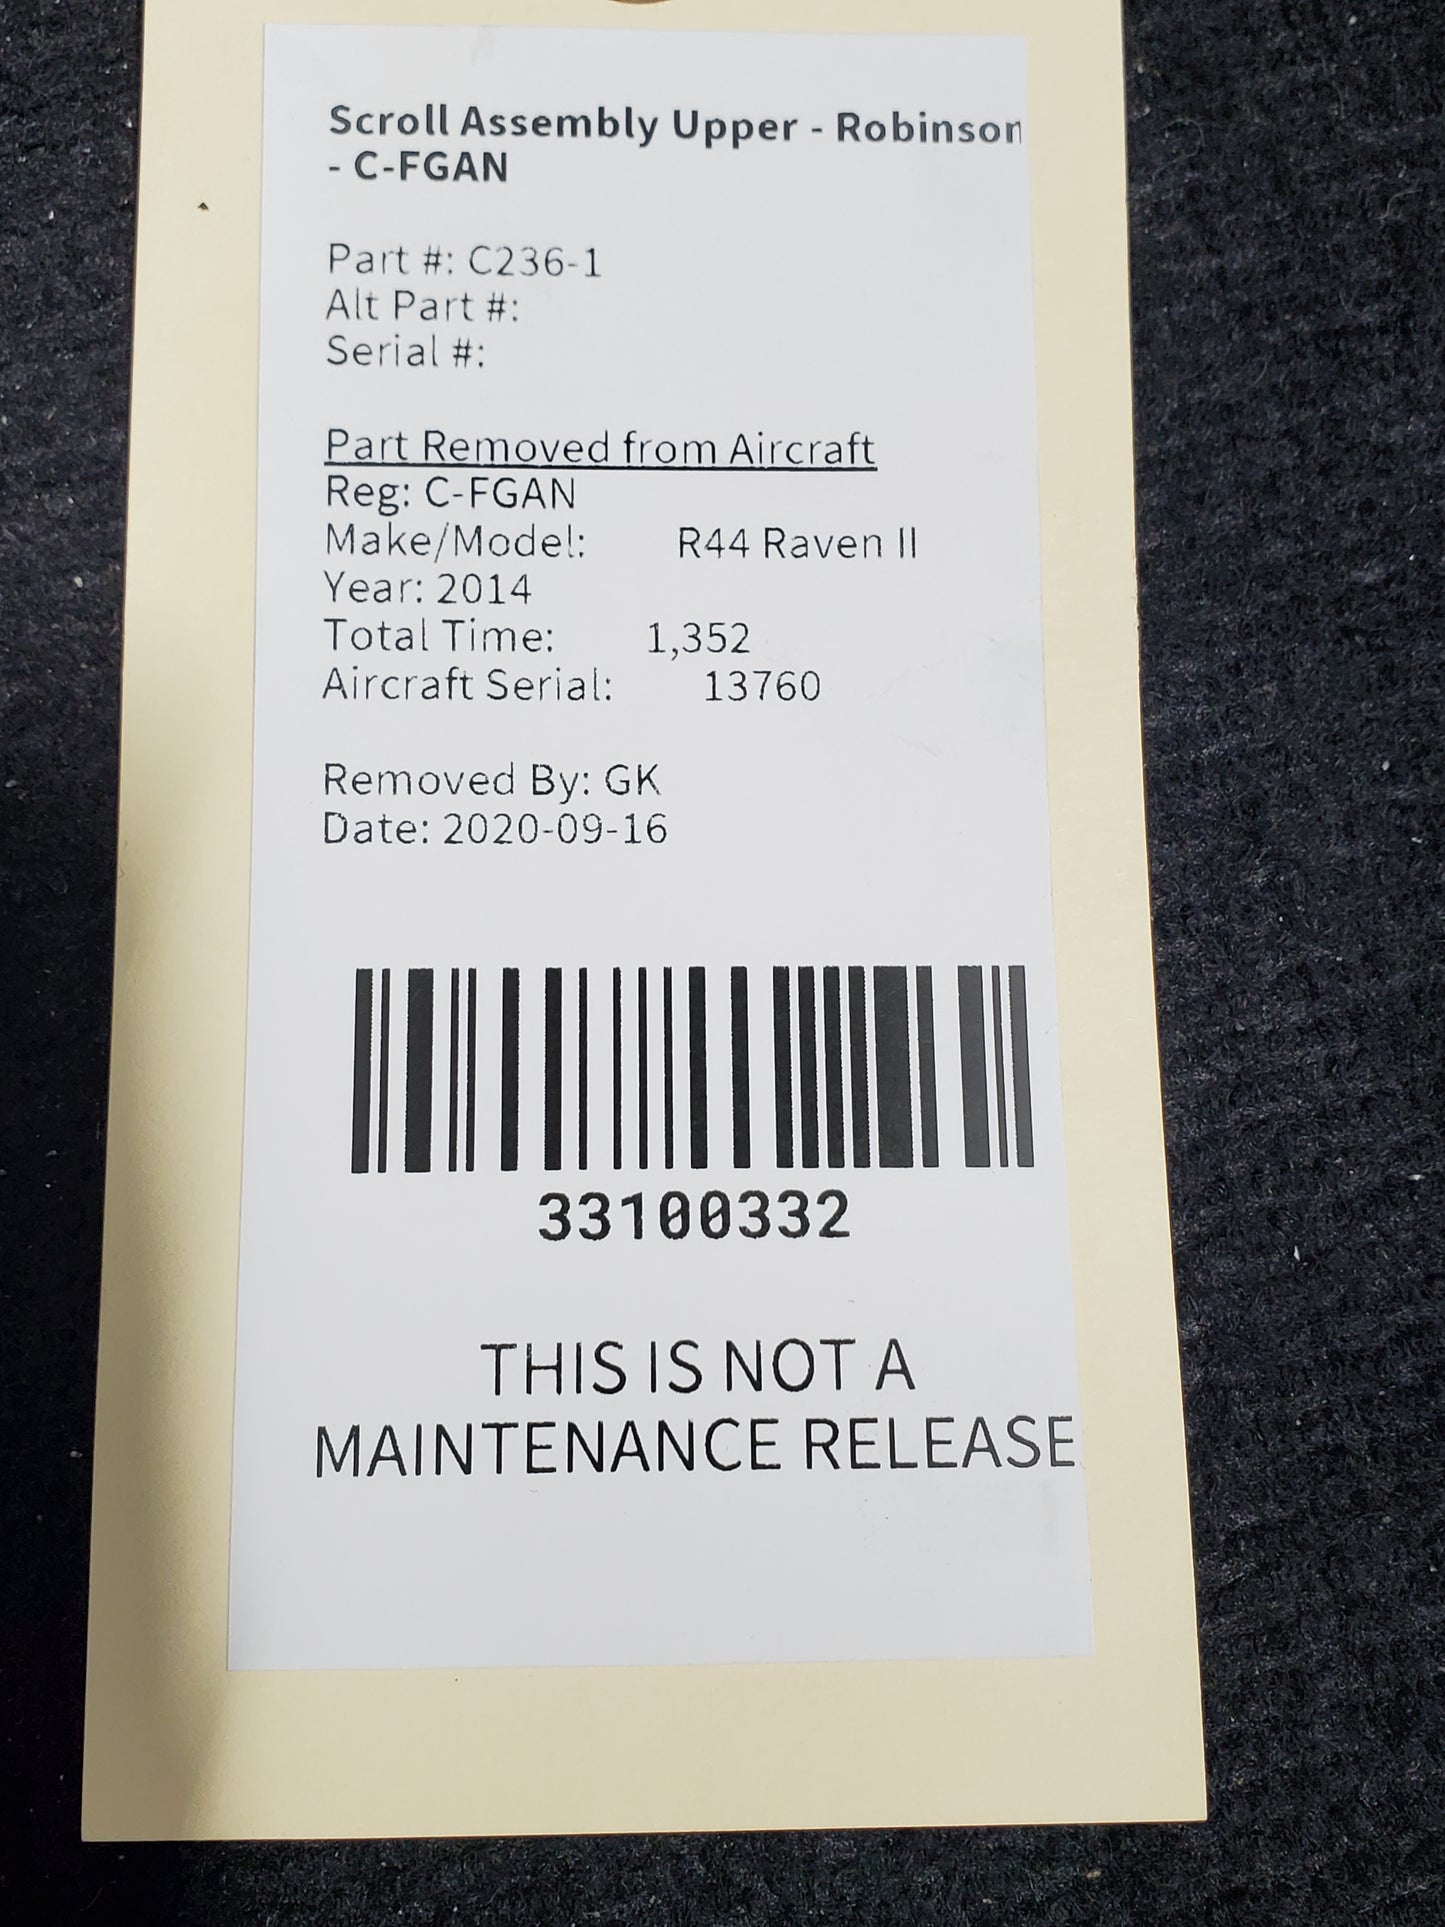 Scroll Assembly Upper - Robinson
- C-FGAN
Part #: C236-1
Alt Part #:
Serial #:
Part Removed from Aircraft
Reg: C-FGAN
Make/Model: R44 Raven II
Year: 2014
Total Time: 1,352
Aircraft Serial: 13760
Removed By: GK
Date: 2020-09-16
33100332
THIS IS NOT A
MAINTENANCE RELEASE